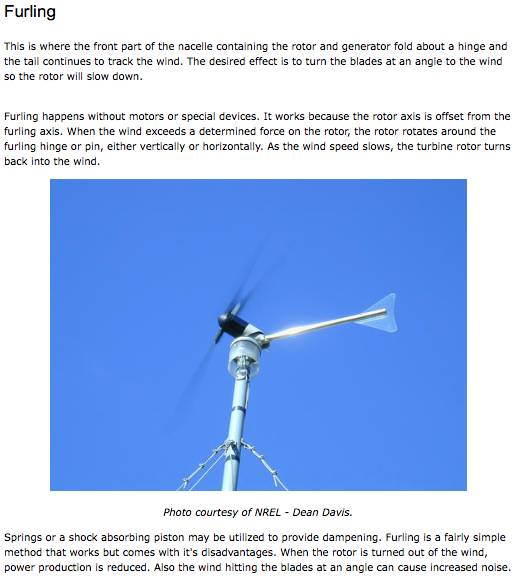 Furling
This is where the front part of the nacelle containing the rotor and generator fold about a hinge and
the tail continues to track the wind. The desired effect is to turn the blades at an angle to the wind
so the rotor will slow down.
Furling happens without motors or special devices. It works because the rotor axis is offset from the
furling axis. When the wind exceeds a determined force on the rotor, the rotor rotates around the
furling hinge or pin, either vertically or horizontally. As the wind speed slows, the turbine rotor turns
back into the wind.
Photo courtesy of NREL - Dean Davis.
Springs or a shock absorbing piston may be utilized to provide dampening. Furling is a fairly simple
method that works but comes with it's disadvantages. When the rotor is turned out of the wind,
power production is reduced. Also the wind hitting the blades at an angle can cause increased noise.